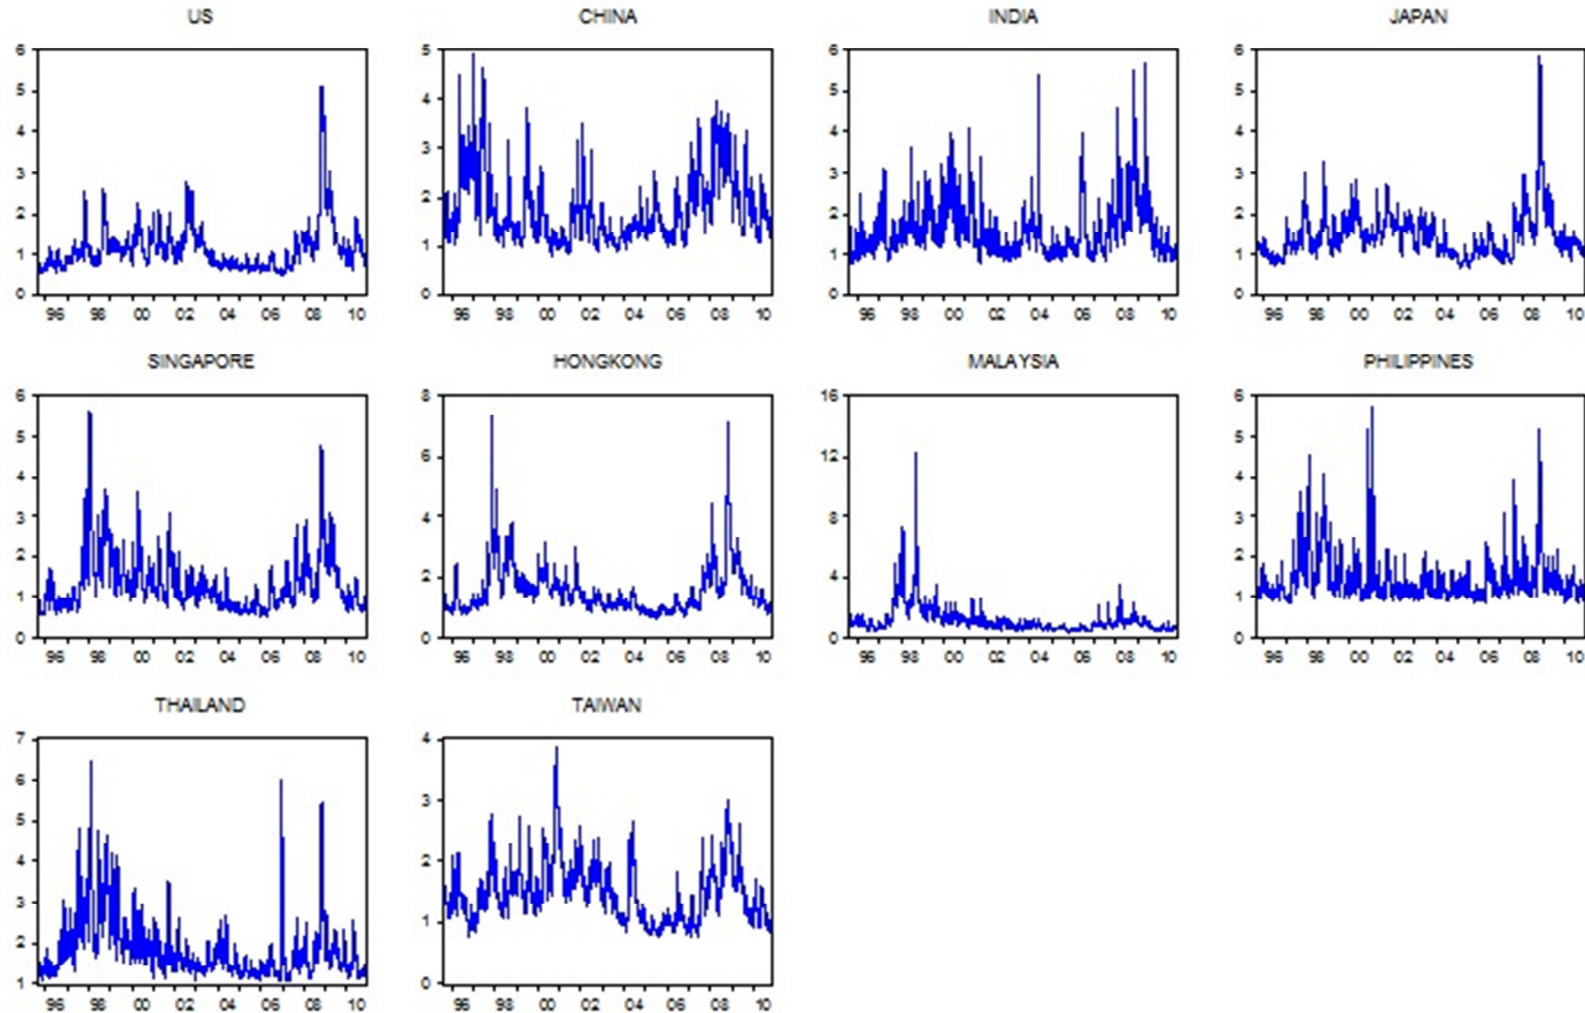 US CHINA INDIA JAPAN
6 5 6 6
5 4 5 5
4 3 4 4
3 2 3 3
2 1 2 2
1 0 1 1
0 0 0
96 98 00 02 04 06 08 10 96 98 00 02 04 06 08 10 96 98 00 02 04 06 08 10 96 98 00 02 04 06 08 10
SINGAPORE HONGKONG MALAYSIA PHILIPPINES
6 8 16 6
5 6 12 5
4 4 8 4
3 2 4 3
2 0 0 2
1 1
0 0
96 98 00 02 04 06 08 10 96 98 00 02 04 06 08 10 96 98 00 02 04 06 08 10 96 98 00 02 04 06 08 10
THAILAND TAIWAN
7 4
6 3
5 2
4 1
3 0
2
1
96 98 00 02 04 06 08 10 96 98 00 02 04 06 08 10